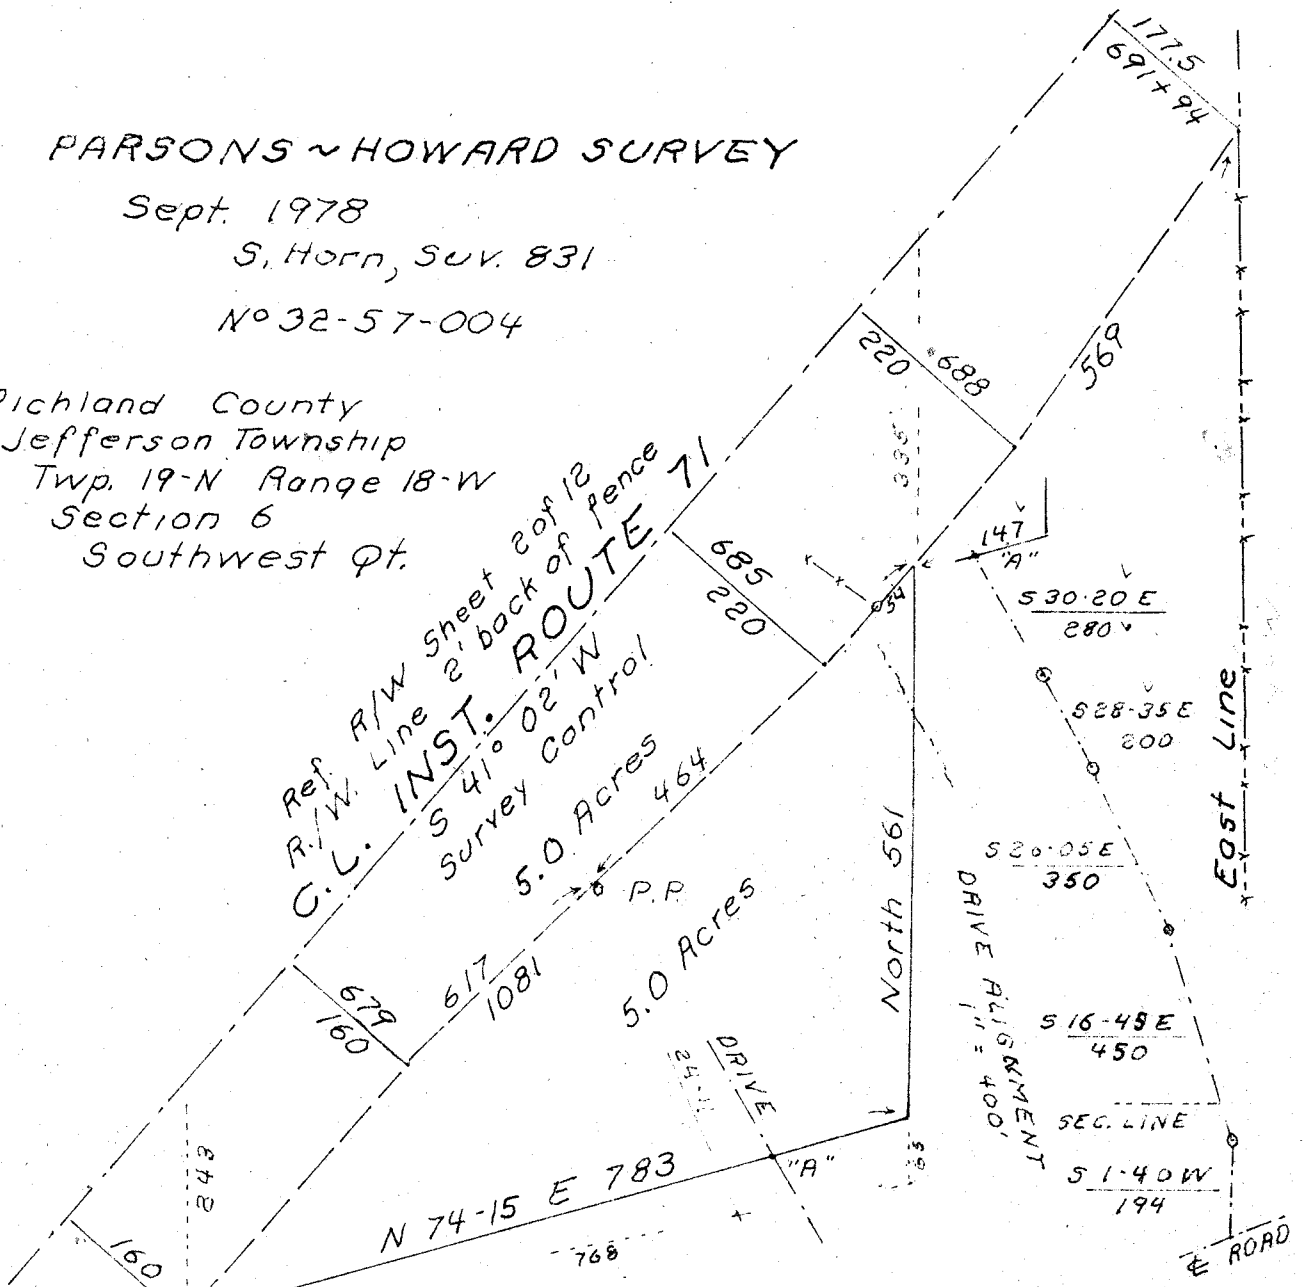 PARSONS ~ HOWARD SURVEY
Sept. 1978
S. Horn, Suv. 831
Nº 32-57-004
Richland County
Jefferson Township
Twp. 19-N Range 18-W
Section 6
Southwest Qt.
177.5
691+94
220
688
569
335
Ref. R/W Sheet 2 of 12
R./W. Line 2' back of fence
C.L. INST. ROUTE 71
S 41° 02' W
Survey Control
685
220
54
147
"A"
S 30-20 E
280
S 28-35 E
200
S 26-05 E
350
S 16-45 E
450
SEC. LINE
S 1-40 W
194
℄ ROAD
East Line
DRIVE ALIGNMENT
1" = 400'
5.0 Acres
464
P.P.
5.0 Acres
North 561
617
1081
679
160
DRIVE
"A"
N 74-15 E 783
768
243
160